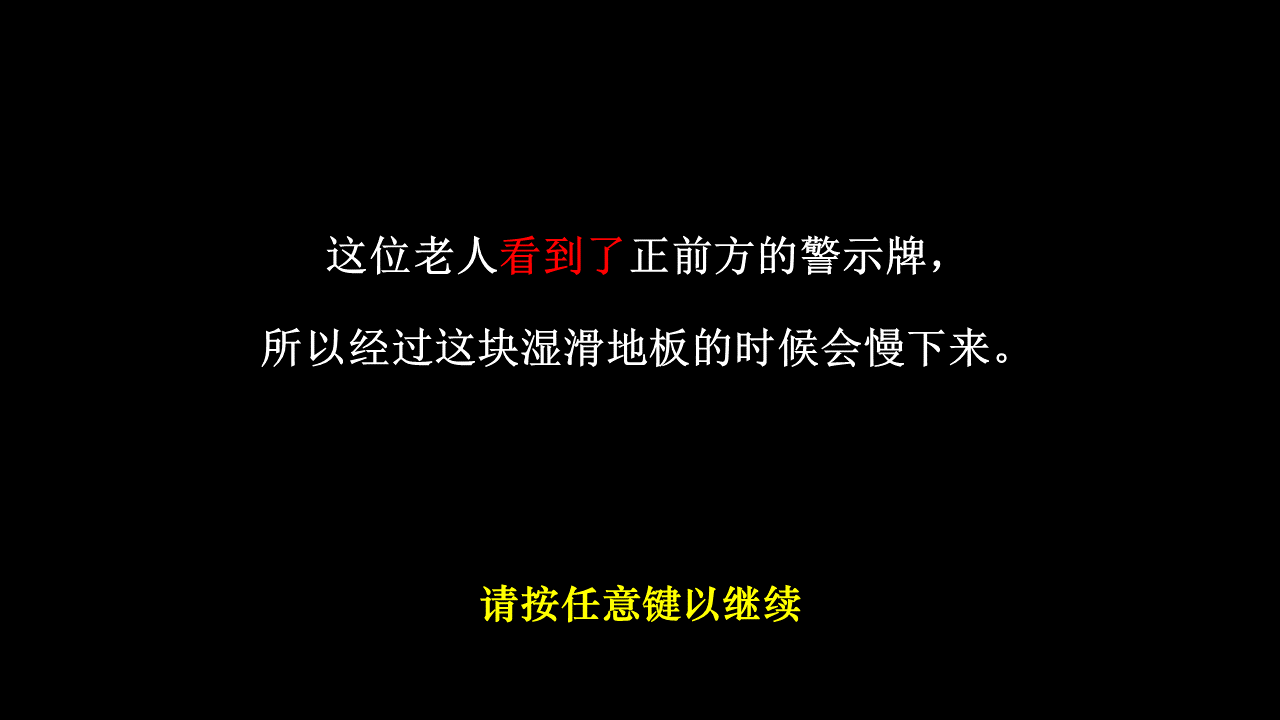 这位老人看到了正前方的警示牌，
所以经过这块湿滑地板的时候会慢下来。
请按任意键以继续